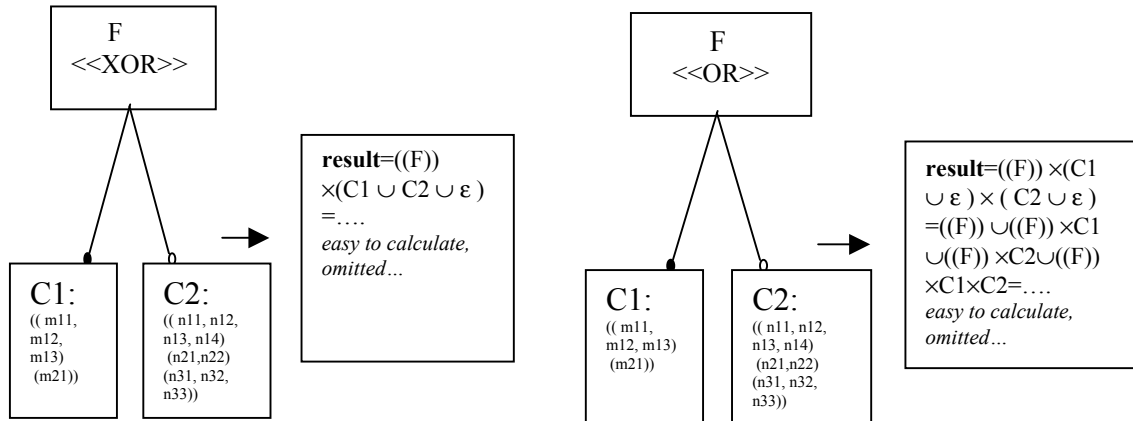 F
<<XOR>>
result=((F))
×(C1 ∪ C2 ∪ ε )
=….
easy to calculate,
omitted…
C1:
(( m11,
m12,
m13)
(m21))
C2:
(( n11, n12,
n13, n14)
(n21,n22)
(n31, n32,
n33))
F
<<OR>>
result=((F)) ×(C1
∪ ε ) × ( C2 ∪ ε)
=((F)) ∪((F)) ×C1
∪((F)) ×C2∪((F))
×C1×C2=….
easy to calculate,
omitted…
C1:
(( m11,
m12, m13)
(m21))
C2:
(( n11, n12,
n13, n14)
(n21,n22)
(n31, n32,
n33))